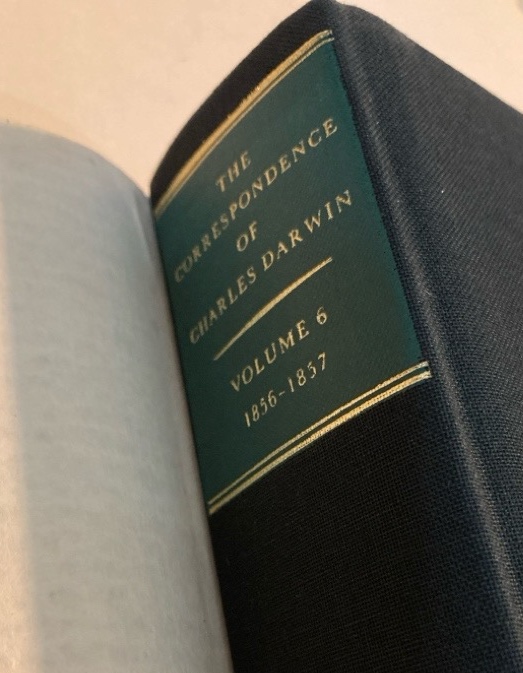 THE
CORRESPONDENCE
OF
CHARLES DARWIN
VOLUME 6
1856-1857